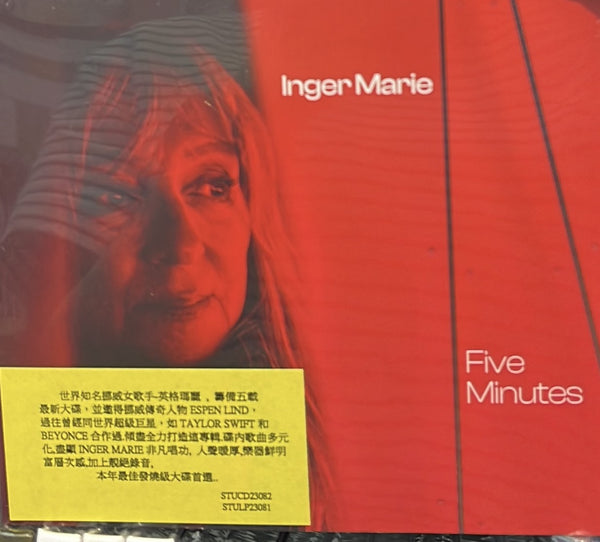 Inger Marie
Five
Minutes
世界知名挪威女歌手-英格瑪麗，籌備五載
最新大碟，並邀得挪威傳奇人物 ESPEN LIND，
過往曾經同世界超級巨星，如 TAYLOR SWIFT 和
BEYONCE 合作過.傾盡全力打造這專輯.碟內歌曲多元
化.盡顯 INGER MARIE 非凡唱功, 人聲暖厚,樂器鮮明
富層次感,加上靚絕錄音,
本年最佳發燒級大碟首選..
STUCD23082
STULP23081